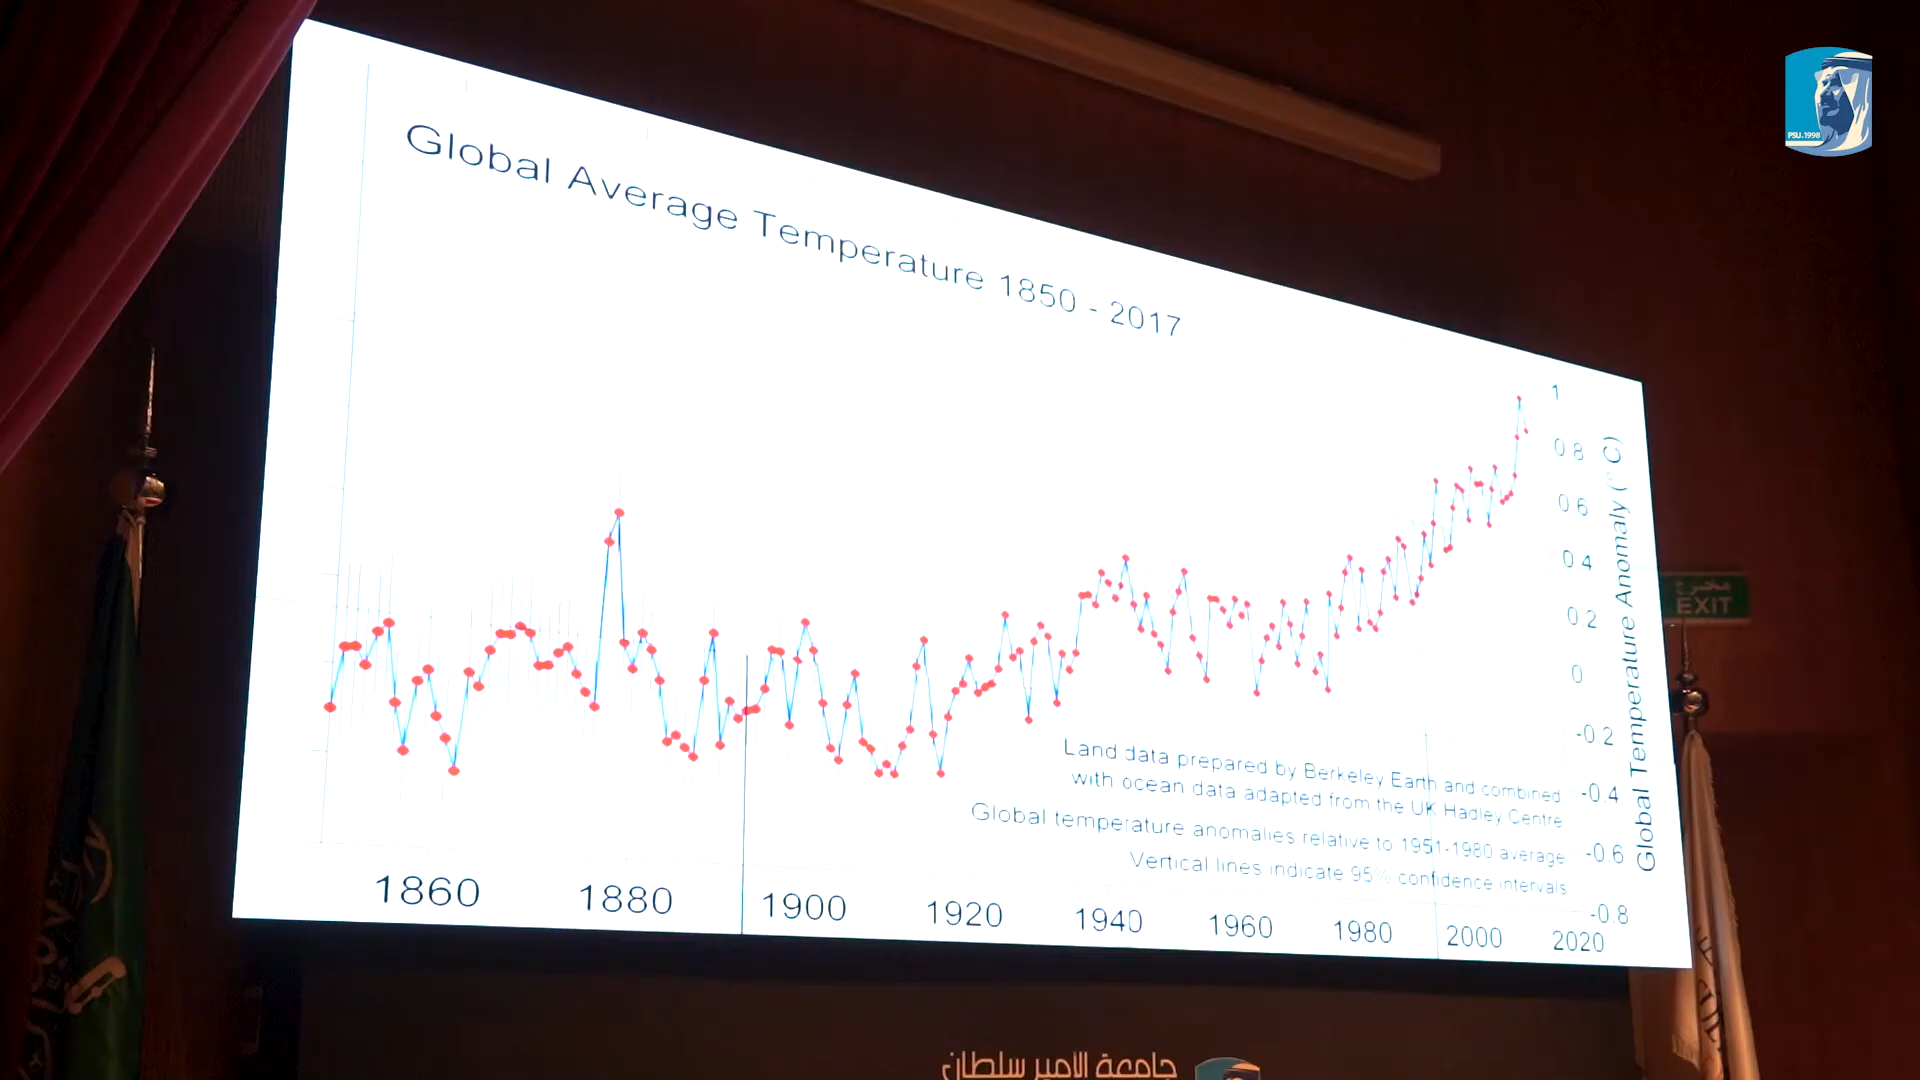 PSU.1998
Global Average Temperature 1850 - 2017
1
0.8
0.6
0.4
0.2
0
-0.2
-0.4
-0.6
-0.8
Global Temperature Anomaly (°C)
Land data prepared by Berkeley Earth and combined
with ocean data adapted from the UK Hadley Centre
Global temperature anomalies relative to 1951-1980 average
Vertical lines indicate 95% confidence intervals
1860 1880 1900 1920 1940 1960 1980 2000 2020
مخرج
EXIT
جامعة الأمير سلطان